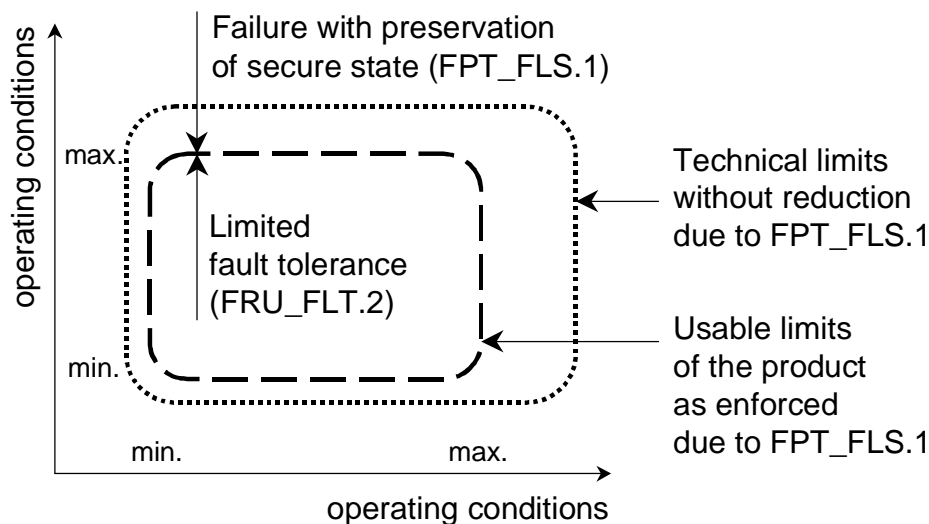 operating conditions
Failure with preservation
of secure state (FPT_FLS.1)
max.
Limited
fault tolerance
(FRU_FLT.2)
min.
Technical limits
without reduction
due to FPT_FLS.1
Usable limits
of the product
as enforced
due to FPT_FLS.1
min.
max.
operating conditions